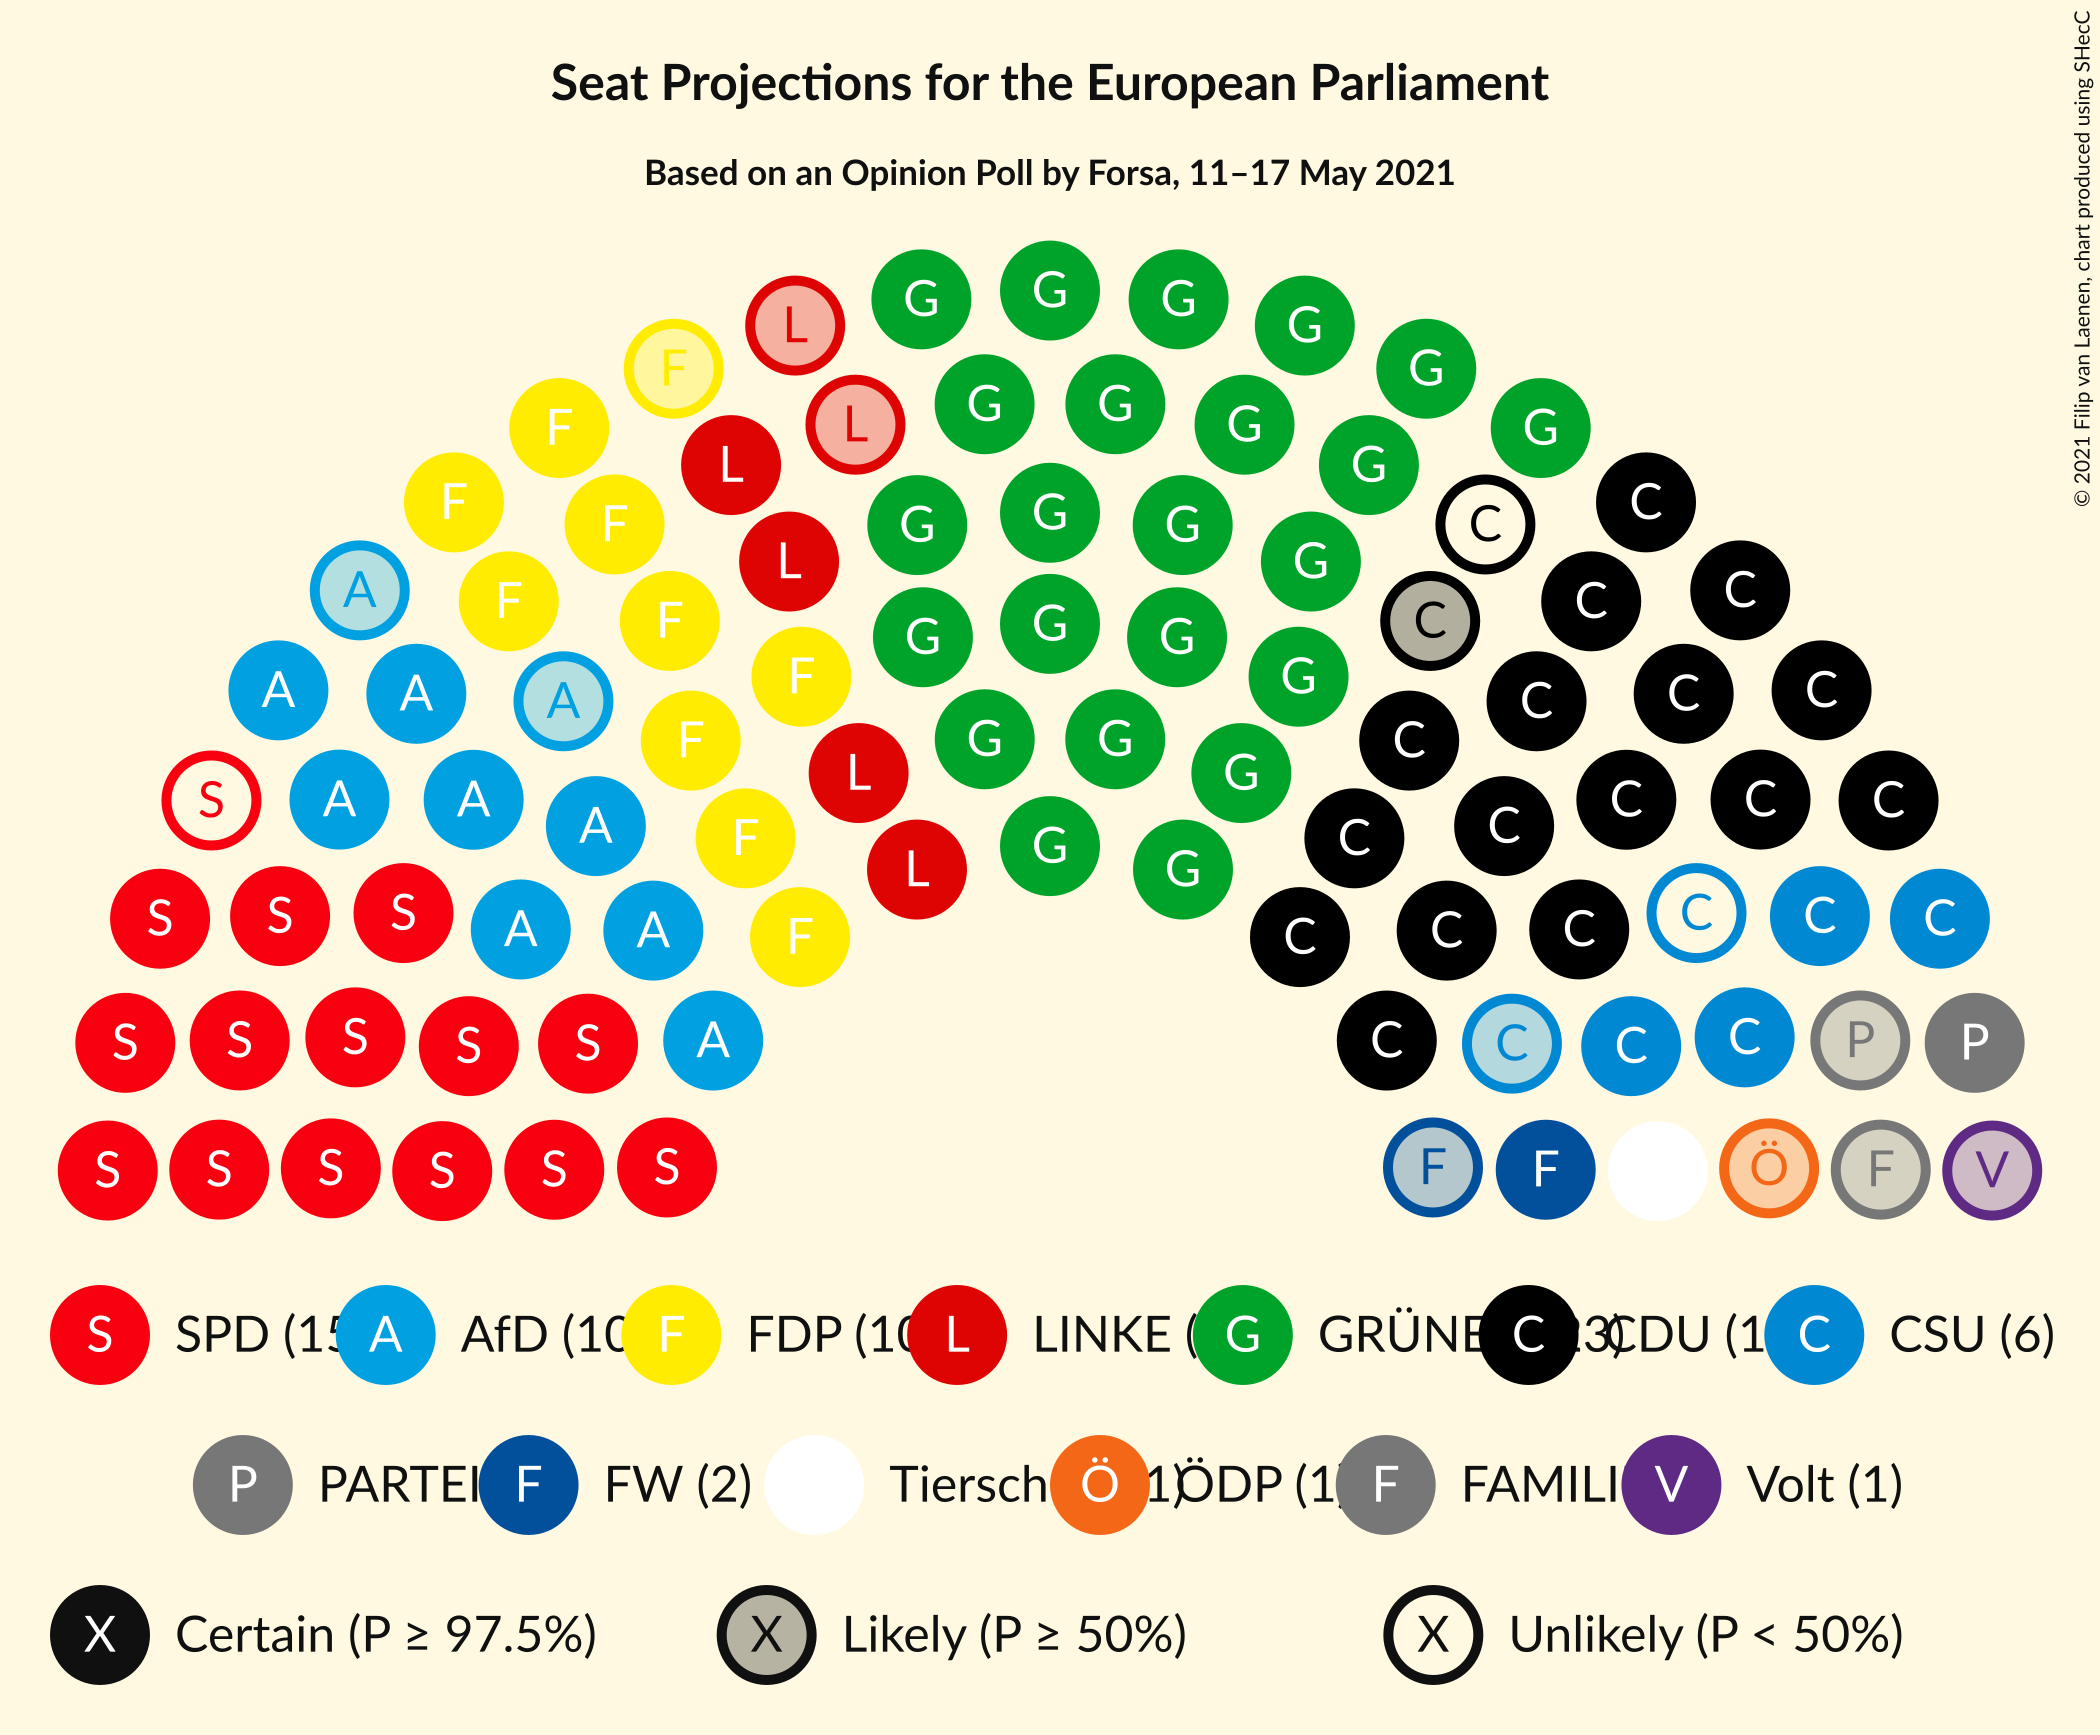 Seat Projections for the European Parliament
Based on an Opinion Poll by Forsa, 11–17 May 2021
© 2021 Filip van Laenen, chart produced using SHecC
G G G G
L G
F G G L G
F G G
F L G C
F G G G C
F L G C
A C
F G G G C
F C
F G
A A A C C C
F C
L G G G
S A A C C C
A C
F C
L G G
S S S C C C
A A F C C C
S S S S S A C C C C P P
S S S S S S F F Ö F V
S SPD (15 A AfD (10 F FDP (10 L LINKE ( G GRÜNE C 23) CDU (1 C CSU (6)
P PARTEI F FW (2) Tiersch Ö 1) ÖDP (1) F FAMILI V Volt (1)
X Certain (P ≥ 97.5%) X Likely (P ≥ 50%) X Unlikely (P < 50%)